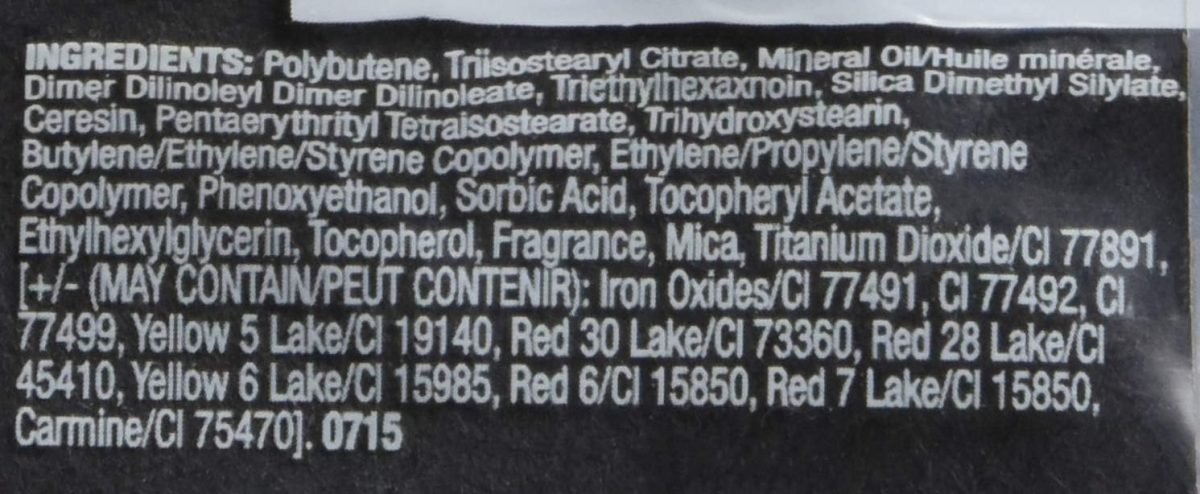 INGREDIENTS: Polybutene, Triisostearyl Citrate, Mineral Oil/Huile minérale,
Dimer Dilinoleyl Dimer Dilinoleate, Triethylhexaxnoin, Silica Dimethyl Silylate,
Ceresin, Pentaerythrityl Tetraisostearate, Trihydroxystearin,
Butylene/Ethylene/Styrene Copolymer, Ethylene/Propylene/Styrene
Copolymer, Phenoxyethanol, Sorbic Acid, Tocopheryl Acetate,
Ethylhexylglycerin, Tocopherol, Fragrance, Mica, Titanium Dioxide/CI 77891,
[+/- (MAY CONTAIN/PEUT CONTENIR): Iron Oxides/CI 77491, CI 77492, CI
77499, Yellow 5 Lake/CI 19140, Red 30 Lake/CI 73360, Red 28 Lake/CI
45410, Yellow 6 Lake/CI 15985, Red 6/CI 15850, Red 7 Lake/CI 15850,
Carmine/CI 75470]. 0715